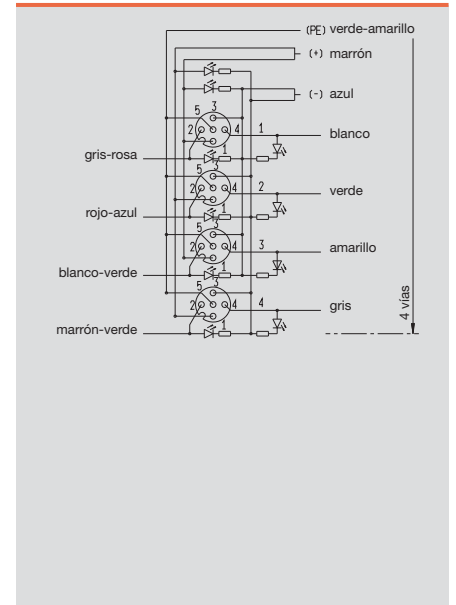 (PE) verde-amarillo
(+) marrón
(-) azul
3
5
2 4 1 blanco
1
gris-rosa
3
5
2 4 2 verde
1
rojo-azul
3
5
2 4 3 amarillo
1
blanco-verde
3
5
2 4 4 gris
1
marrón-verde
4 vías